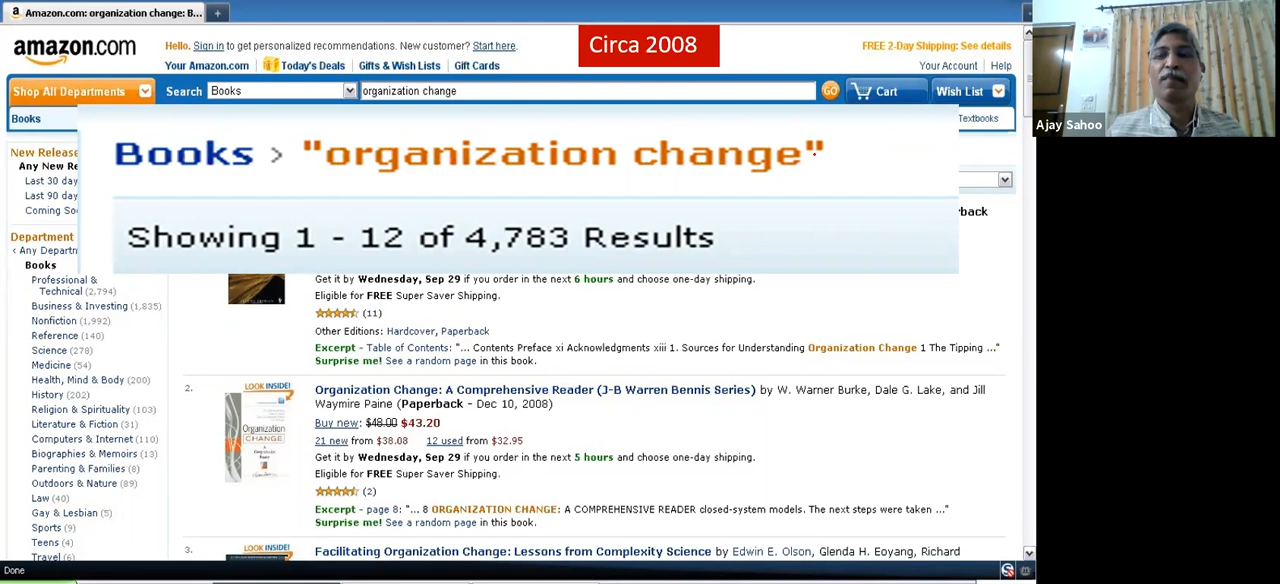 Amazon.com: organization change: B...
Circa 2008
amazon.com
Hello. Sign in to get personalized recommendations. New customer? Start here.
FREE 2-Day Shipping: See details
Your Amazon.com
Today's Deals
Gifts & Wish Lists
Gift Cards
Your Account
Help
Shop All Departments
Search
Books
organization change
GO
Cart
Wish List
Books
Textbooks
Books > "organization change"
Showing 1 - 12 of 4,783 Results
New Release
Any New Re
Last 30 day
Last 90 day
Coming Soo
Department
< Any Departn
Books
Professional &
Technical (2,794)
Business & Investing (1,835)
Nonfiction (1,992)
Reference (140)
Science (278)
Medicine (54)
Health, Mind & Body (200)
History (202)
Religion & Spirituality (103)
Literature & Fiction (31)
Computers & Internet (110)
Biographies & Memoirs (13)
Parenting & Families (8)
Outdoors & Nature (89)
Law (40)
Gay & Lesbian (5)
Sports (9)
Teens (4)
Travel (6)
rback
Get it by Wednesday, Sep 29 if you order in the next 6 hours and choose one-day shipping.
Eligible for FREE Super Saver Shipping.
(11)
Other Editions: Hardcover, Paperback
Excerpt - Table of Contents: "... Contents Preface xi Acknowledgments xiii 1. Sources for Understanding Organization Change 1 The Tipping ..."
Surprise me! See a random page in this book.
2.
LOOK INSIDE!
Organization
CHANGE
Organization Change: A Comprehensive Reader (J-B Warren Bennis Series) by W. Warner Burke, Dale G. Lake, and Jill
Waymire Paine (Paperback - Dec 10, 2008)
Buy new: $48.00 $43.20
21 new from $38.08 12 used from $32.95
Get it by Wednesday, Sep 29 if you order in the next 5 hours and choose one-day shipping.
Eligible for FREE Super Saver Shipping.
(2)
Excerpt - page 8: "... 8 ORGANIZATION CHANGE: A COMPREHENSIVE READER closed-system models. The next steps were taken ..."
Surprise me! See a random page in this book.
3.
LOOK INSIDE!
Facilitating Organization Change: Lessons from Complexity Science by Edwin E. Olson, Glenda H. Eoyang, Richard
Done
Ajay Sahoo